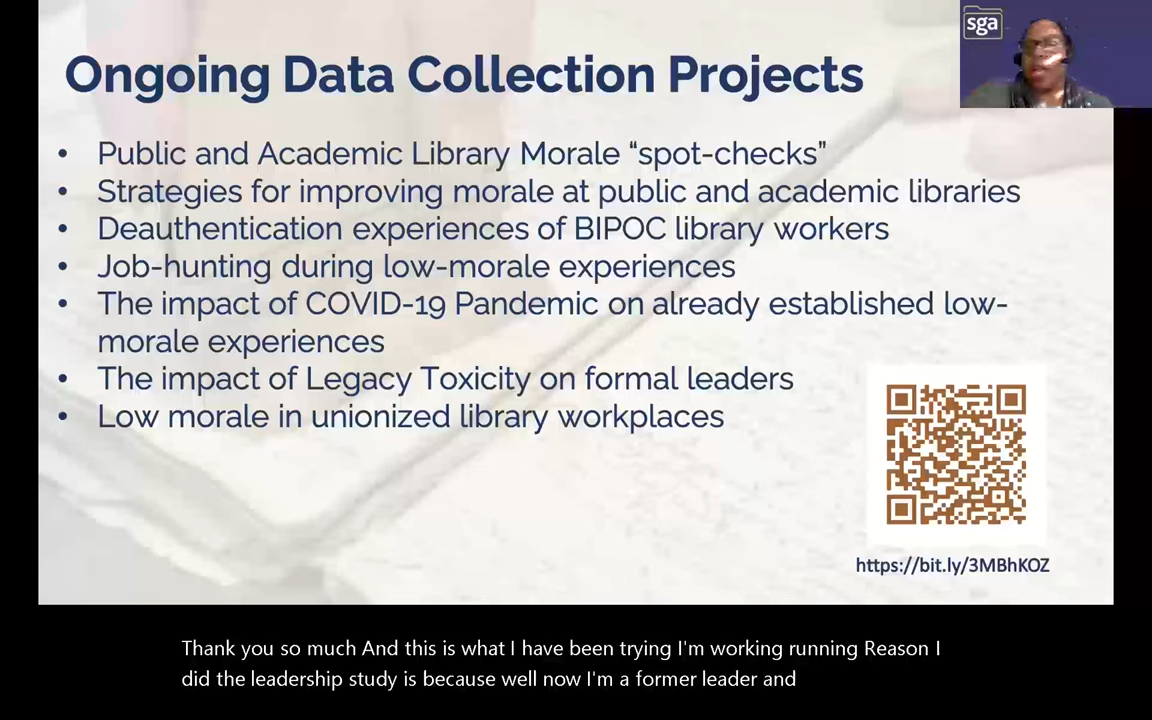 sga
Ongoing Data Collection Projects
• Public and Academic Library Morale “spot-checks”
• Strategies for improving morale at public and academic libraries
• Deauthentication experiences of BIPOC library workers
• Job-hunting during low-morale experiences
• The impact of COVID-19 Pandemic on already established low-
morale experiences
• The impact of Legacy Toxicity on formal leaders
• Low morale in unionized library workplaces
https://bit.ly/3MBhKOZ
Thank you so much And this is what I have been trying I'm working running Reason I
did the leadership study is because well now I'm a former leader and